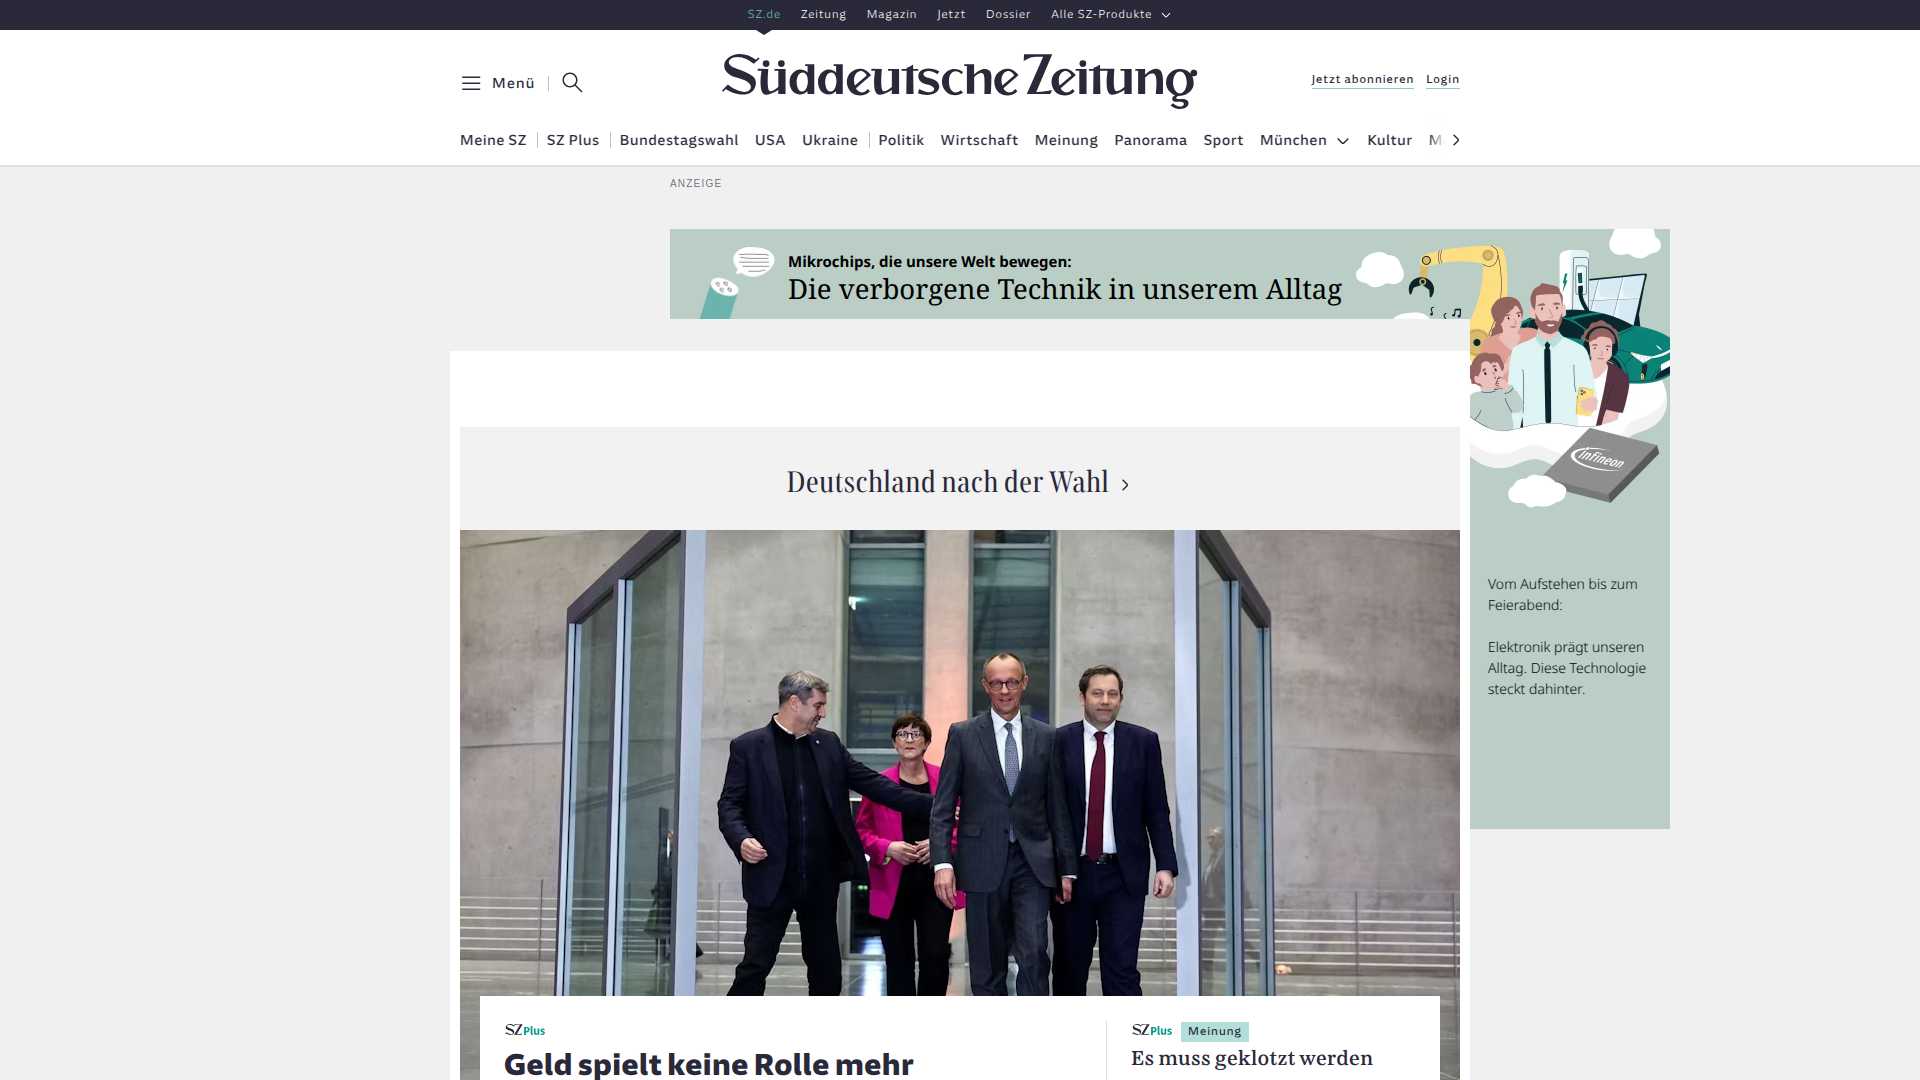 SZ.de Zeitung Magazin Jetzt Dossier Alle SZ-Produkte
Menü
Süddeutsche Zeitung
Jetzt abonnieren Login
Meine SZ SZ Plus Bundestagswahl USA Ukraine Politik Wirtschaft Meinung Panorama Sport München Kultur M
ANZEIGE
Mikrochips, die unsere Welt bewegen:
Die verborgene Technik in unserem Alltag
infineon
Vom Aufstehen bis zum
Feierabend:
Elektronik prägt unseren
Alltag. Diese Technologie
steckt dahinter.
Deutschland nach der Wahl
SZ Plus
Geld spielt keine Rolle mehr
SZ Plus Meinung
Es muss geklotzt werden